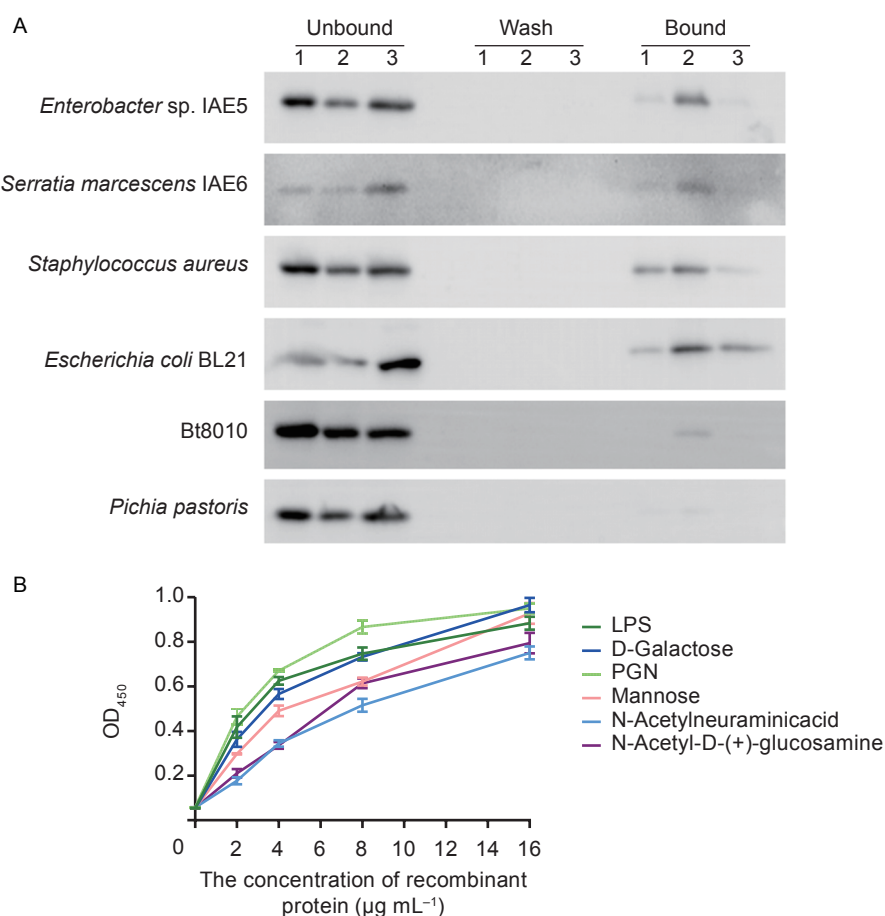 A
Unbound Wash Bound
1 2 3 1 2 3 1 2 3
Enterobacter sp. IAE5
Serratia marcescens IAE6
Staphylococcus aureus
Escherichia coli BL21
Bt8010
Pichia pastoris
B
1.0
0.8
0.6
0.4
0.2
0 2 4 6 8 10 12 14 16
OD450
The concentration of recombinant
protein (µg mL–1)
LPS
D-Galactose
PGN
Mannose
N-Acetylneuraminicacid
N-Acetyl-D-(+)-glucosamine